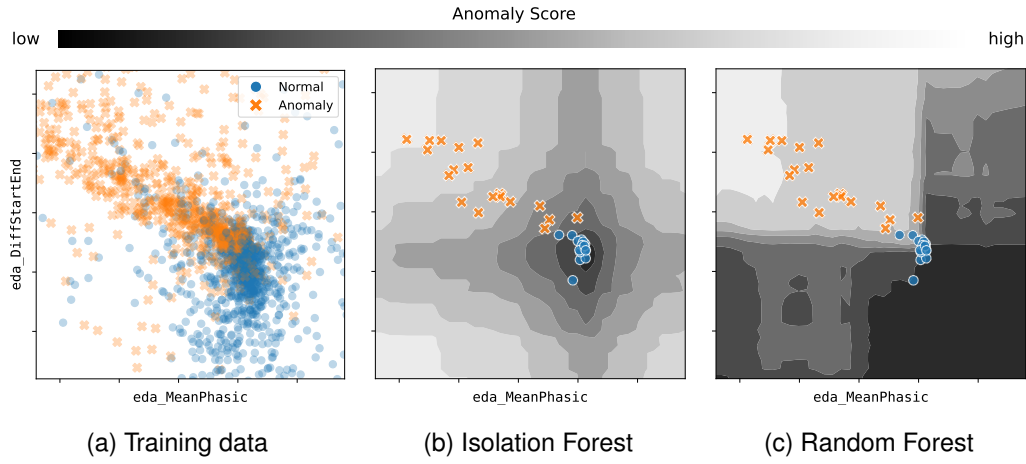 Anomaly Score
low
high
Normal
Anomaly
eda_DiffStartEnd
eda_MeanPhasic
eda_MeanPhasic
eda_MeanPhasic
(a) Training data
(b) Isolation Forest
(c) Random Forest